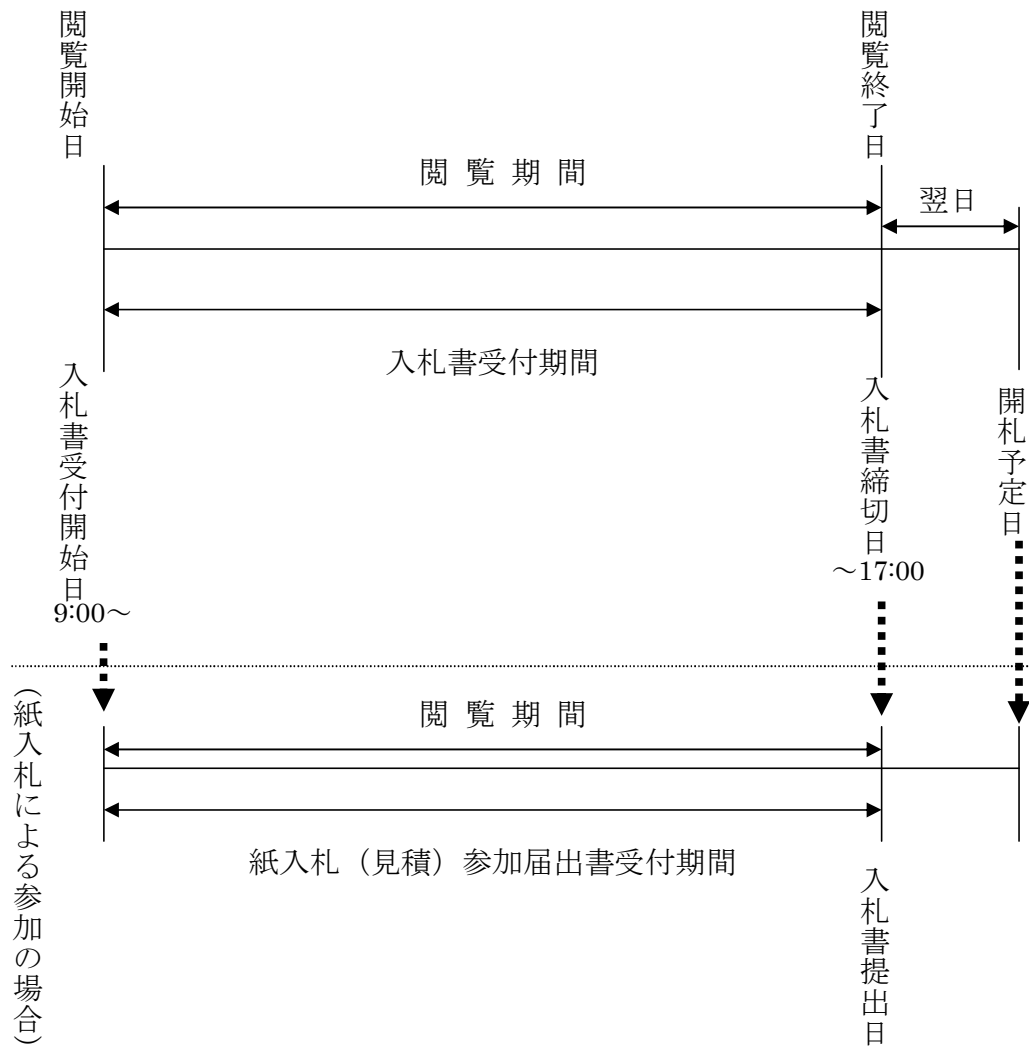 閲覧開始日
閲覧終了日
閲 覧 期 間
翌日
入札書受付期間
入札書受付開始日
9:00～
入札書締切日
～17:00
開札予定日
（紙入札による参加の場合）
閲 覧 期 間
紙入札（見積）参加届出書受付期間
入札書提出日